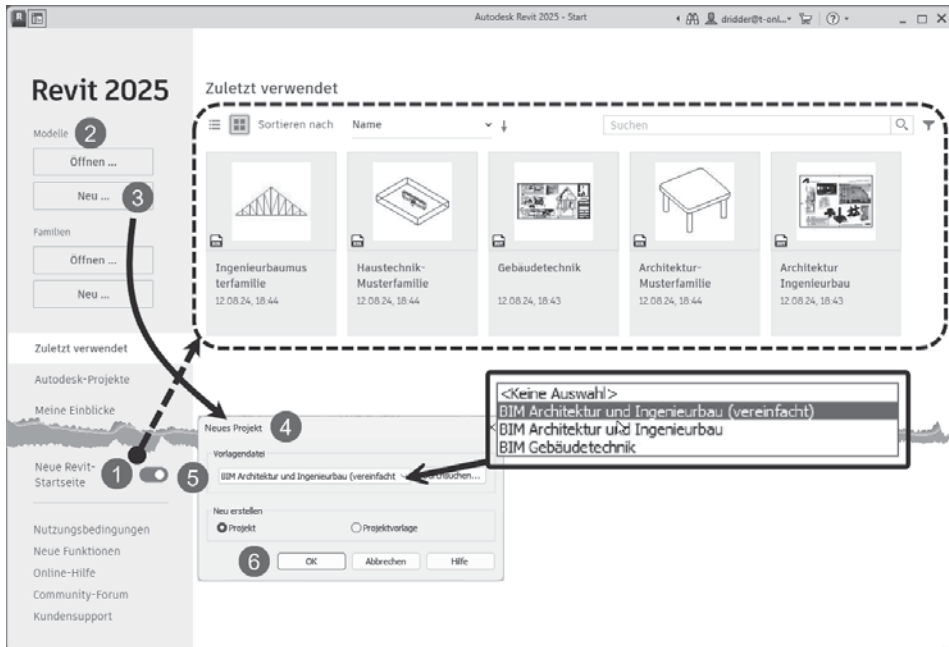 Autodesk Revit 2025 - Start
dridder@t-onl...
Revit 2025
Zuletzt verwendet
Modelle
2
Öffnen ...
Neu ...
3
Familien
Öffnen ...
Neu ...
Sortieren nach Name
Suchen
Ingenieurbaumus
terfamilie
12.08.24, 18:44
Haustechnik-
Musterfamilie
12.08.24, 18:44
Gebäudetechnik
12.08.24, 18:43
Architektur-
Musterfamilie
12.08.24, 18:44
Architektur
Ingenieurbau
12.08.24, 18:43
Zuletzt verwendet
Autodesk-Projekte
Meine Einblicke
<Keine Auswahl>
BIM Architektur und Ingenieurbau (vereinfacht)
BIM Architektur und Ingenieurbau
BIM Gebäudetechnik
Neues Projekt
4
Vorlagendatei
Neue Revit-
Startseite
1
5
BIM Architektur und Ingenieurbau (vereinfacht
Neu erstellen
Projekt
Projektvorlage
6
OK
Abbrechen
Hilfe
Nutzungsbedingungen
Neue Funktionen
Online-Hilfe
Community-Forum
Kundensupport